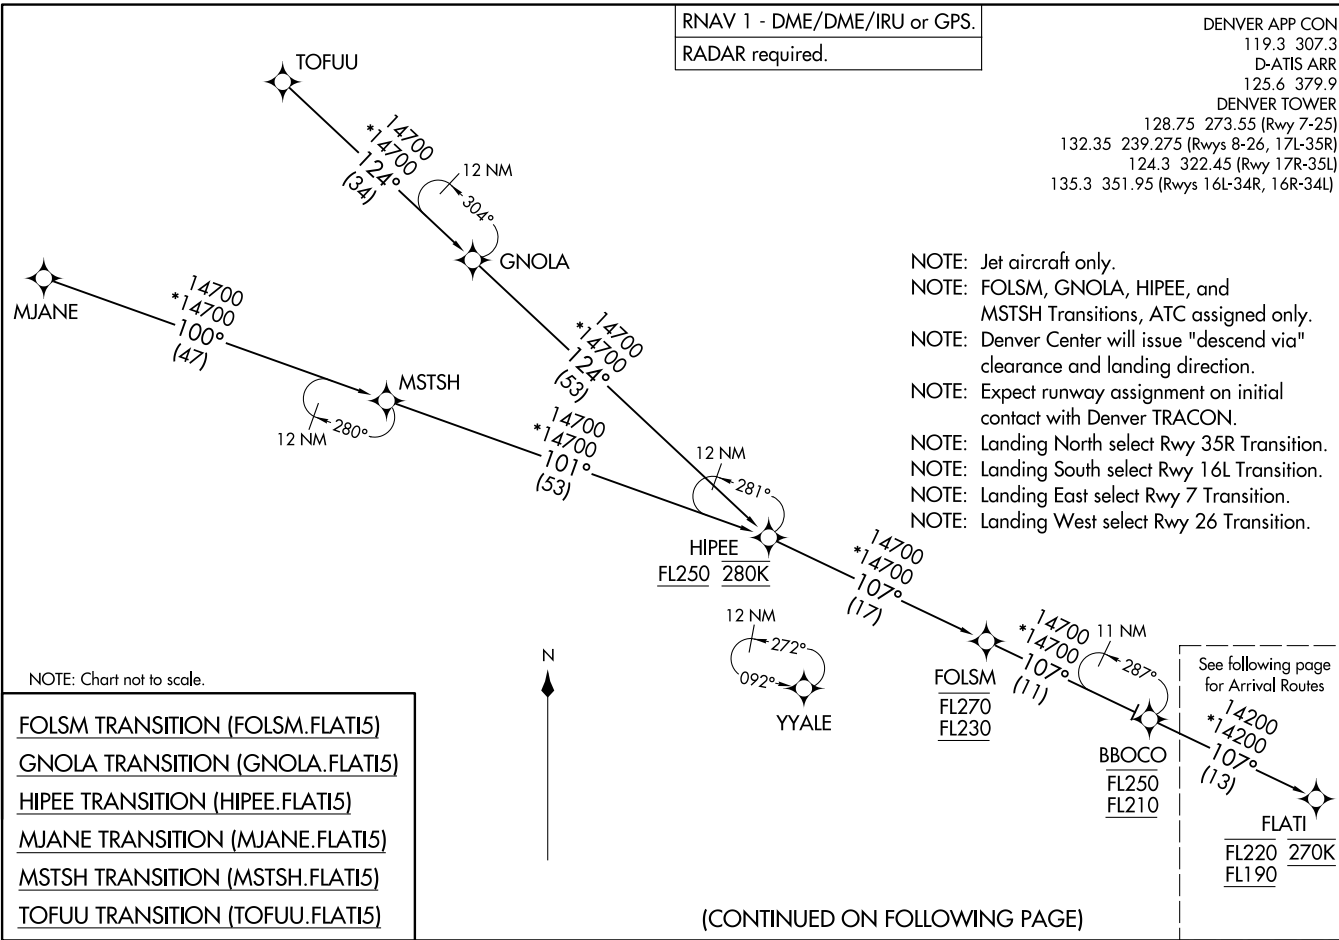 RNAV 1 - DME/DME/IRU or GPS.
RADAR required.
DENVER APP CON
119.3 307.3
D-ATIS ARR
125.6 379.9
DENVER TOWER
128.75 273.55 (Rwy 7-25)
132.35 239.275 (Rwys 8-26, 17L-35R)
124.3 322.45 (Rwy 17R-35L)
135.3 351.95 (Rwys 16L-34R, 16R-34L)
TOFUU
14700
*14700
124°
(34)
12 NM
304°
GNOLA
MJANE
14700
*14700
100°
(47)
MSTSH
12 NM
280°
14700
*14700
124°
(53)
14700
*14700
101°
(53)
12 NM
281°
HIPEE
FL250 280K
NOTE: Jet aircraft only.
NOTE: FOLSM, GNOLA, HIPEE, and
MSTSH Transitions, ATC assigned only.
NOTE: Denver Center will issue "descend via"
clearance and landing direction.
NOTE: Expect runway assignment on initial
contact with Denver TRACON.
NOTE: Landing North select Rwy 35R Transition.
NOTE: Landing South select Rwy 16L Transition.
NOTE: Landing East select Rwy 7 Transition.
NOTE: Landing West select Rwy 26 Transition.
14700
*14700
107°
(17)
12 NM
272°
092°
YYALE
FOLSM
FL270
FL230
14700
*14700
107°
(11)
11 NM
287°
BBOCO
FL250
FL210
See following page
for Arrival Routes
14200
*14200
107°
(13)
FLATI
FL220 270K
FL190
N
NOTE: Chart not to scale.
FOLSM TRANSITION (FOLSM.FLATI5)
GNOLA TRANSITION (GNOLA.FLATI5)
HIPEE TRANSITION (HIPEE.FLATI5)
MJANE TRANSITION (MJANE.FLATI5)
MSTSH TRANSITION (MSTSH.FLATI5)
TOFUU TRANSITION (TOFUU.FLATI5)
(CONTINUED ON FOLLOWING PAGE)